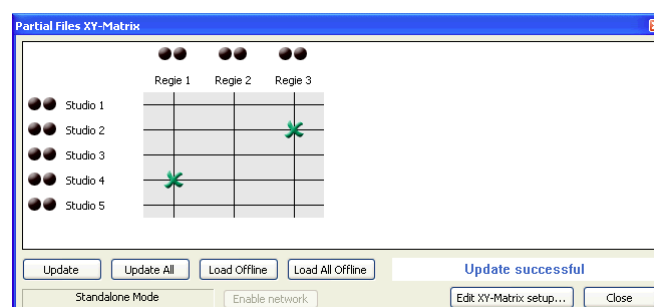 Partial Files XY-Matrix
Regie 1 Regie 2 Regie 3
Studio 1
Studio 2
Studio 3
Studio 4
Studio 5
Update Update All Load Offline Load All Offline Update successful
Standalone Mode Enable network Edit XY-Matrix setup... Close